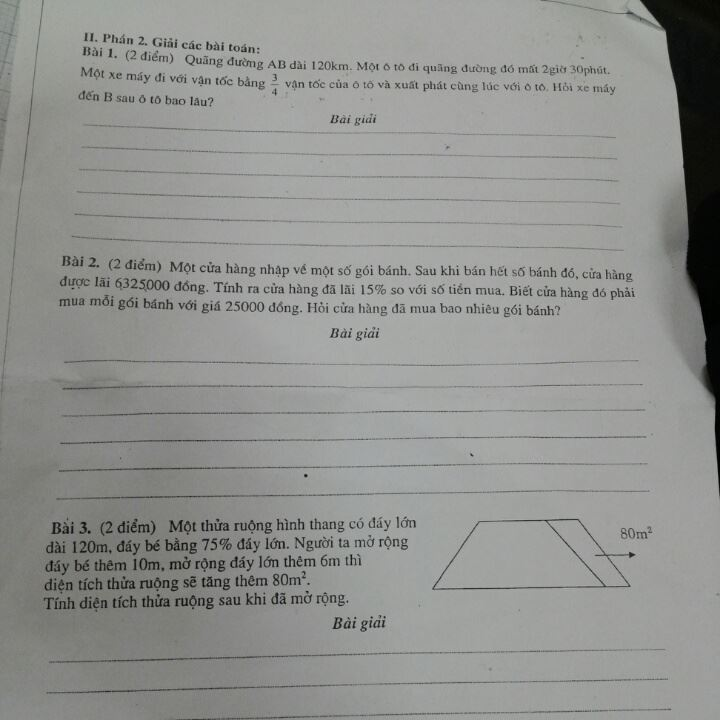 II. Phần 2. Giải các bài toán:
Bài 1. (2 điểm) Quãng đường AB dài 120km. Một ô tô đi quãng đường đó mất 2giờ 30phút.
Một xe máy đi với vận tốc bằng 3/4 vận tốc của ô tô và xuất phát cùng lúc với ô tô. Hỏi xe máy
đến B sau ô tô bao lâu?
Bài giải
Bài 2. (2 điểm) Một cửa hàng nhập về một số gói bánh. Sau khi bán hết số bánh đó, cửa hàng
được lãi 6325000 đồng. Tính ra cửa hàng đã lãi 15% so với số tiền mua. Biết cửa hàng đó phải
mua mỗi gói bánh với giá 25000 đồng. Hỏi cửa hàng đã mua bao nhiêu gói bánh?
Bài giải
Bài 3. (2 điểm) Một thửa ruộng hình thang có đáy lớn
dài 120m, đáy bé bằng 75% đáy lớn. Người ta mở rộng
đáy bé thêm 10m, mở rộng đáy lớn thêm 6m thì
diện tích thửa ruộng sẽ tăng thêm 80m².
Tính diện tích thửa ruộng sau khi đã mở rộng.
80m²
Bài giải